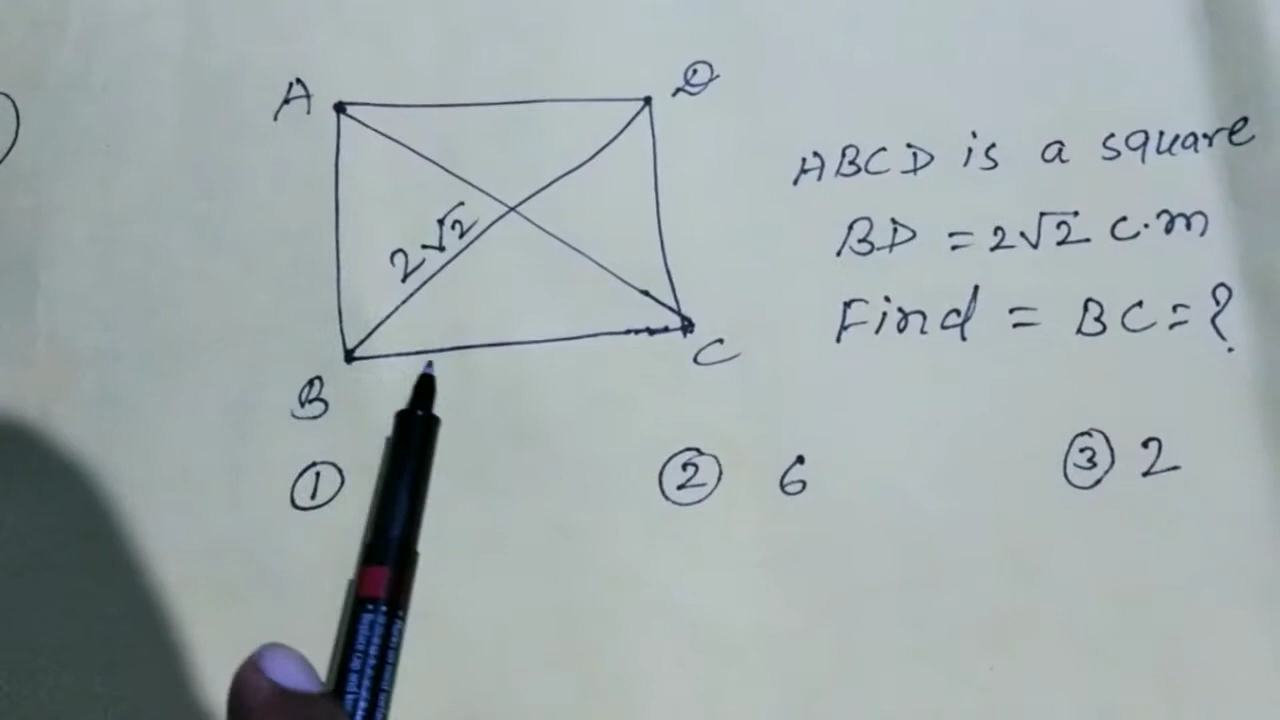 A
D
2√2
B
C
ABCD is a square
BD = 2√2 c.m
Find = BC = ?
① 
② 6
③ 2